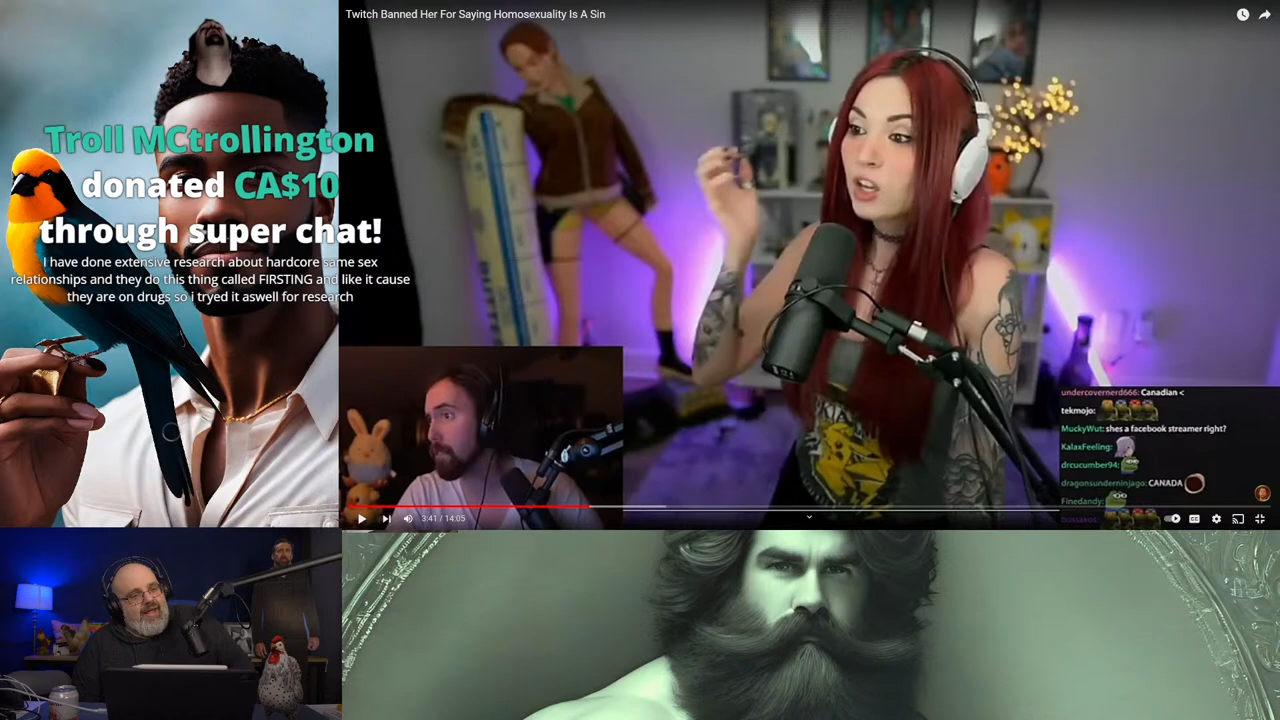 Twitch Banned Her For Saying Homosexuality Is A Sin
Troll MCtrollington
donated CA$10
through super chat!
I have done extensive research about hardcore same sex
relationships and they do this thing called FIRSTING and like it cause
they are on drugs so i tryed it aswell for research
undercovernerd666: Canadian <
tekmojo:
MuckyWut: shes a facebook streamer right?
KalaxFeeling:
drcucumber94:
dragonsunderninjago: CANADA
Finedandy:
3:41 / 14:05